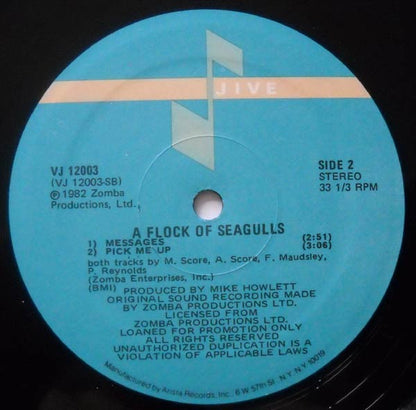 JIVE
VJ 12003
(VJ 12003-SB)
℗1982 Zomba
Productions, Ltd.
SIDE 2
STEREO
33 1/3 RPM
A FLOCK OF SEAGULLS
1) MESSAGES (2:51)
2) PICK ME UP (3:06)
both tracks by M. Score, A. Score, F. Maudsley,
P. Reynolds
(Zomba Enterprises, Inc.)
(BMI) PRODUCED BY MIKE HOWLETT
ORIGINAL SOUND RECORDING MADE
BY ZOMBA PRODUCTIONS LTD.
LICENSED FROM
ZOMBA PRODUCTIONS LTD.
LOANED FOR PROMOTION ONLY
ALL RIGHTS RESERVED
UNAUTHORIZED DUPLICATION IS A
VIOLATION OF APPLICABLE LAWS
Manufactured by Arista Records, Inc., 6 W 57th St., N.Y., N.Y. 10019